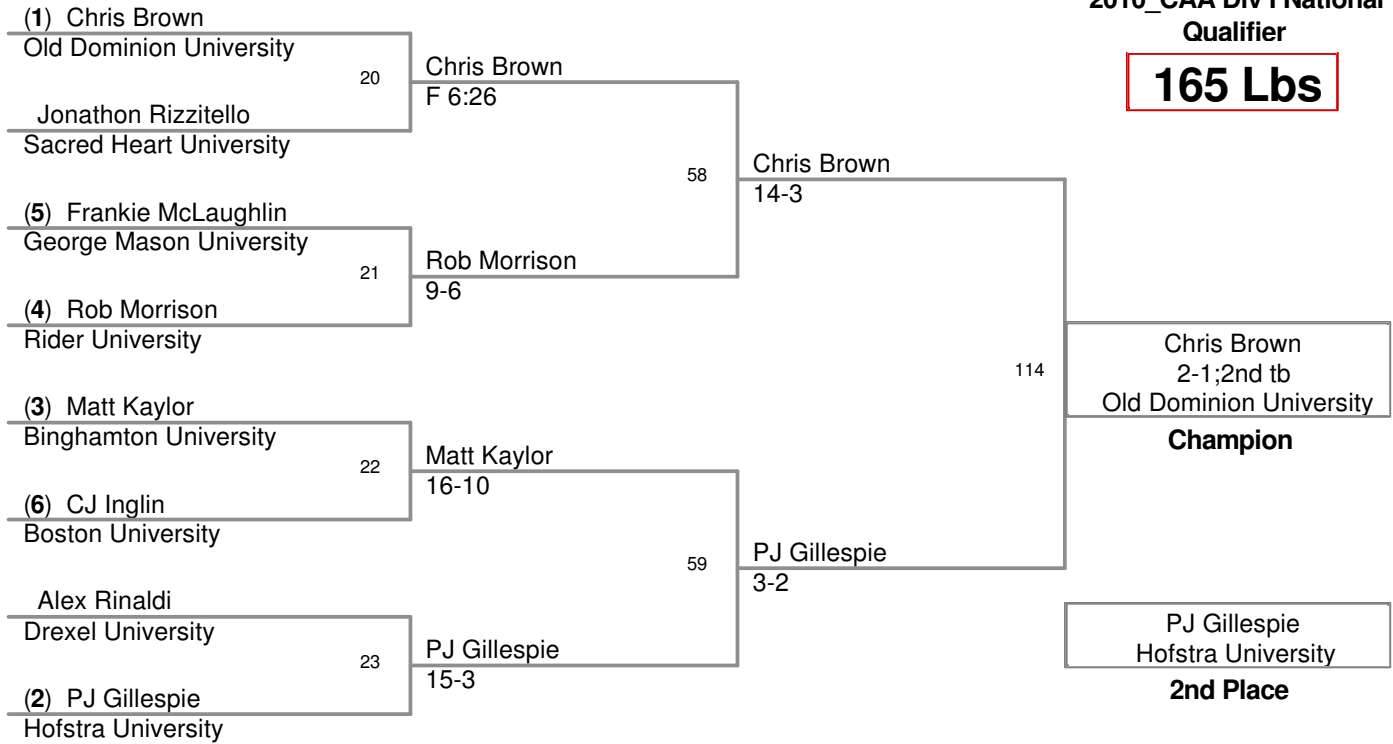 2010_CAA Div I National
Qualifier
165 Lbs
(1) Chris Brown
Old Dominion University
20
Jonathon Rizzitello
Sacred Heart University
Chris Brown
F 6:26
(5) Frankie McLaughlin
George Mason University
21
(4) Rob Morrison
Rider University
Rob Morrison
9-6
58
Chris Brown
14-3
(3) Matt Kaylor
Binghamton University
22
(6) CJ Inglin
Boston University
Matt Kaylor
16-10
Alex Rinaldi
Drexel University
23
(2) PJ Gillespie
Hofstra University
PJ Gillespie
15-3
59
PJ Gillespie
3-2
114
Chris Brown
2-1;2nd tb
Old Dominion University
Champion
PJ Gillespie
Hofstra University
2nd Place